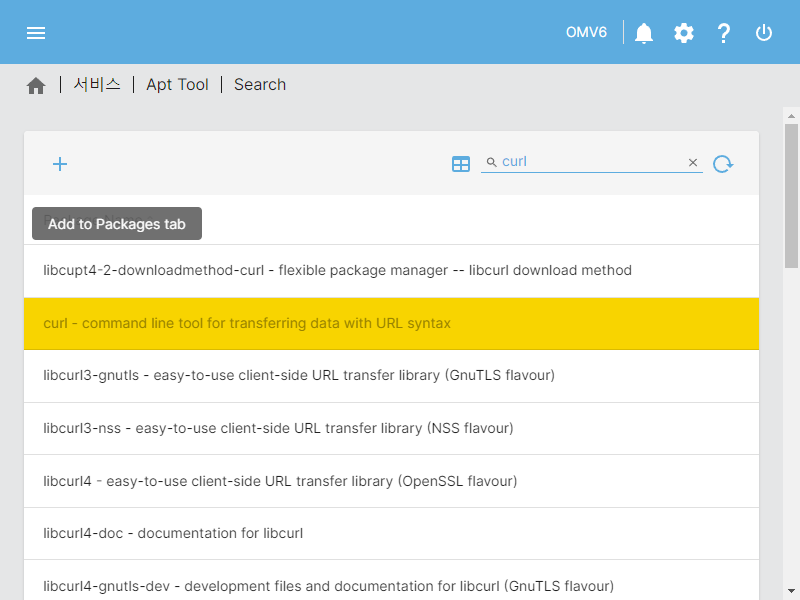 OMV6
서비스 | Apt Tool | Search
curl
Add to Packages tab
libcupt4-2-downloadmethod-curl - flexible package manager -- libcurl download method
curl - command line tool for transferring data with URL syntax
libcurl3-gnutls - easy-to-use client-side URL transfer library (GnuTLS flavour)
libcurl3-nss - easy-to-use client-side URL transfer library (NSS flavour)
libcurl4 - easy-to-use client-side URL transfer library (OpenSSL flavour)
libcurl4-doc - documentation for libcurl
libcurl4-gnutls-dev - development files and documentation for libcurl (GnuTLS flavour)